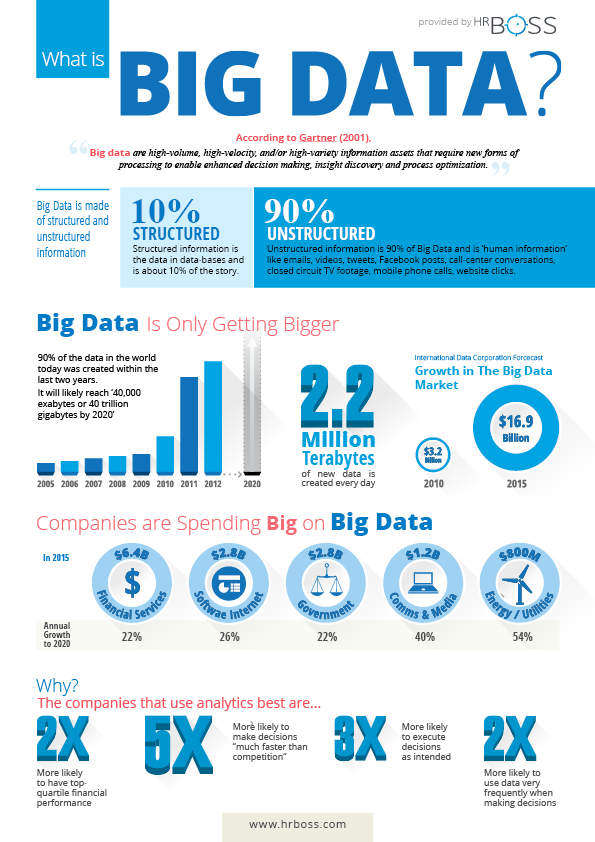 provided by HR BOSS
What is
BIG DATA?
According to Gartner (2001),
“ Big data are high-volume, high-velocity, and/or high-variety information assets that require new forms of
processing to enable enhanced decision making, insight discovery and process optimization. ”
Big Data is made
of structured and
unstructured
information
10%
STRUCTURED
Structured information is
the data in data-bases and
is about 10% of the story.
90%
UNSTRUCTURED
Unstructured information is 90% of Big Data and is ‘human information’
like emails, videos, tweets, Facebook posts, call-center conversations,
closed circuit TV footage, mobile phone calls, website clicks.
Big Data Is Only Getting Bigger
90% of the data in the world
today was created within the
last two years.
It will likely reach ‘40,000
exabytes or 40 trillion
gigabytes by 2020’
2005 2006 2007 2008 2009 2010 2011 2012 2020
2.2
Million
Terabytes
of new data is
created every day
International Data Corporation Forcecast
Growth in The Big Data
Market
$3.2
Billion
2010
$16.9
Billion
2015
Companies are Spending Big on Big Data
In 2015
$6.4B
$
Financial Services
$2.8B
Softwae Internet
$2.8B
Government
$1.2B
Comms & Media
$800M
Energy / Utilities
Annual
Growth
to 2020
22% 26% 22% 40% 54%
Why?
The companies that use analytics best are...
2X
More likely
to have top-
quartile financial
performance
5X
More likely to
make decisions
“much faster than
competition”
3X
More likely
to execute
decisions
as intended
2X
More likely to
use data very
frequently when
making decisions
www.hrboss.com